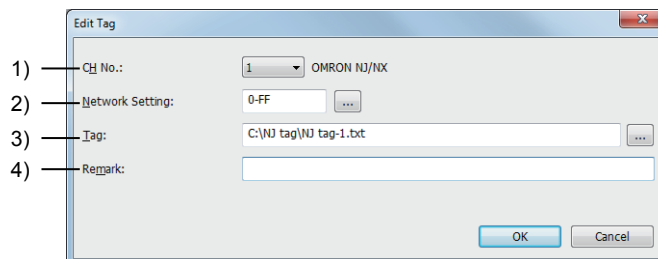 Edit Tag
1) CH No.: 1 OMRON NJ/NX
2) Network Setting: 0-FF ...
3) Tag: C:\NJ tag\NJ tag-1.txt ...
4) Remark:
OK Cancel